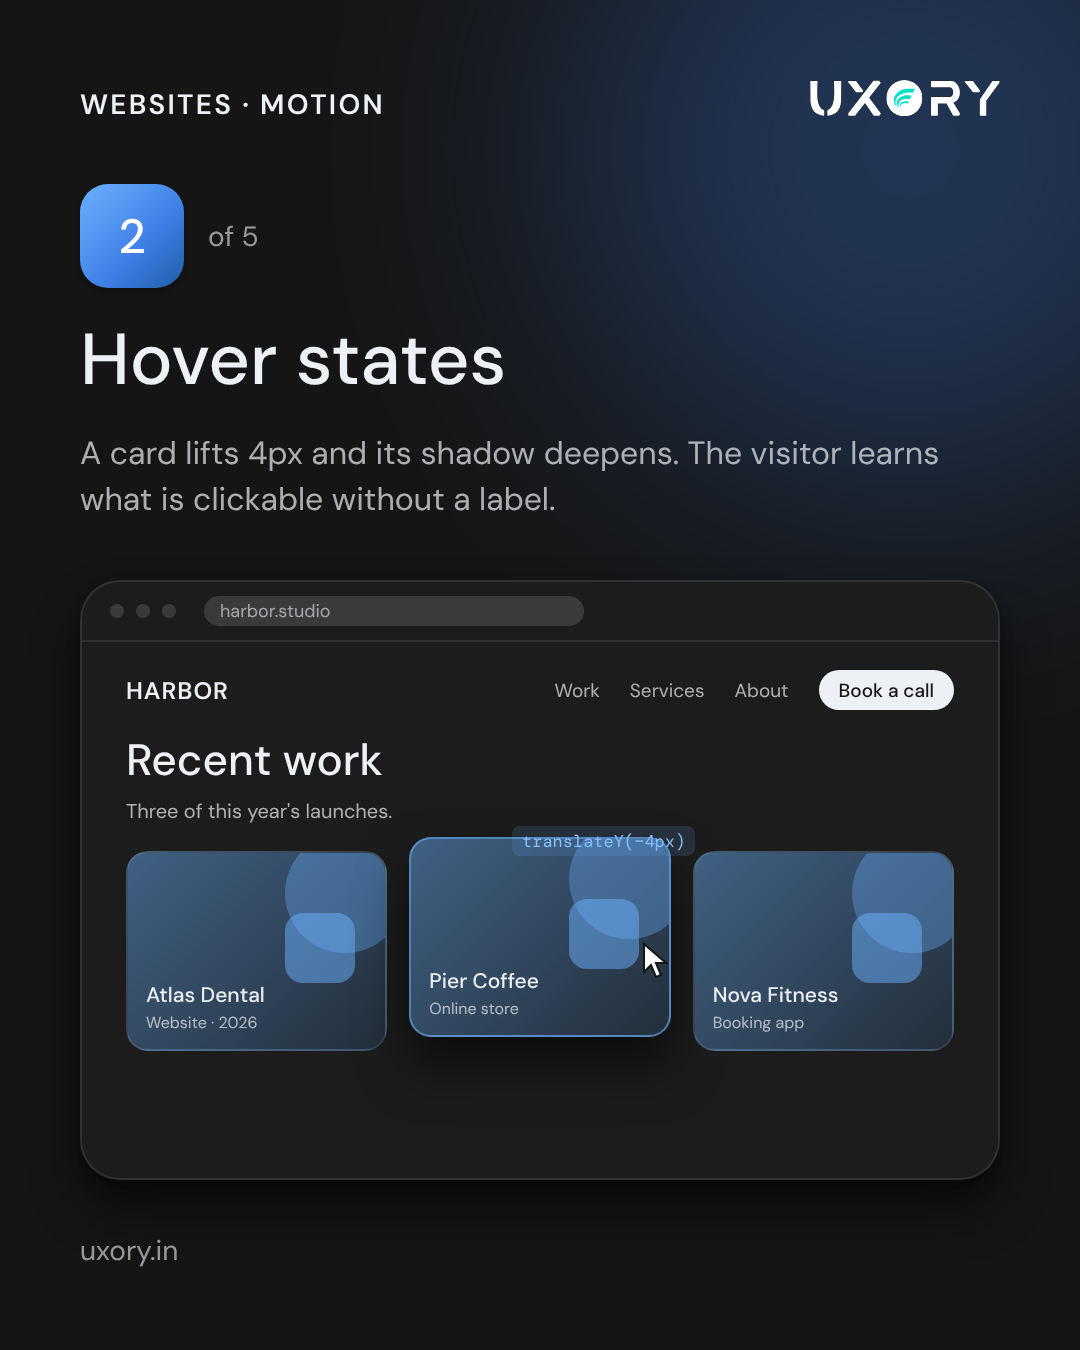 WEBSITES · MOTION
UXORY
2
of 5
Hover states
A card lifts 4px and its shadow deepens. The visitor learns
what is clickable without a label.
harbor.studio
HARBOR
Work
Services
About
Book a call
Recent work
Three of this year's launches.
translateY(-4px)
Atlas Dental
Website · 2026
Pier Coffee
Online store
Nova Fitness
Booking app
uxory.in